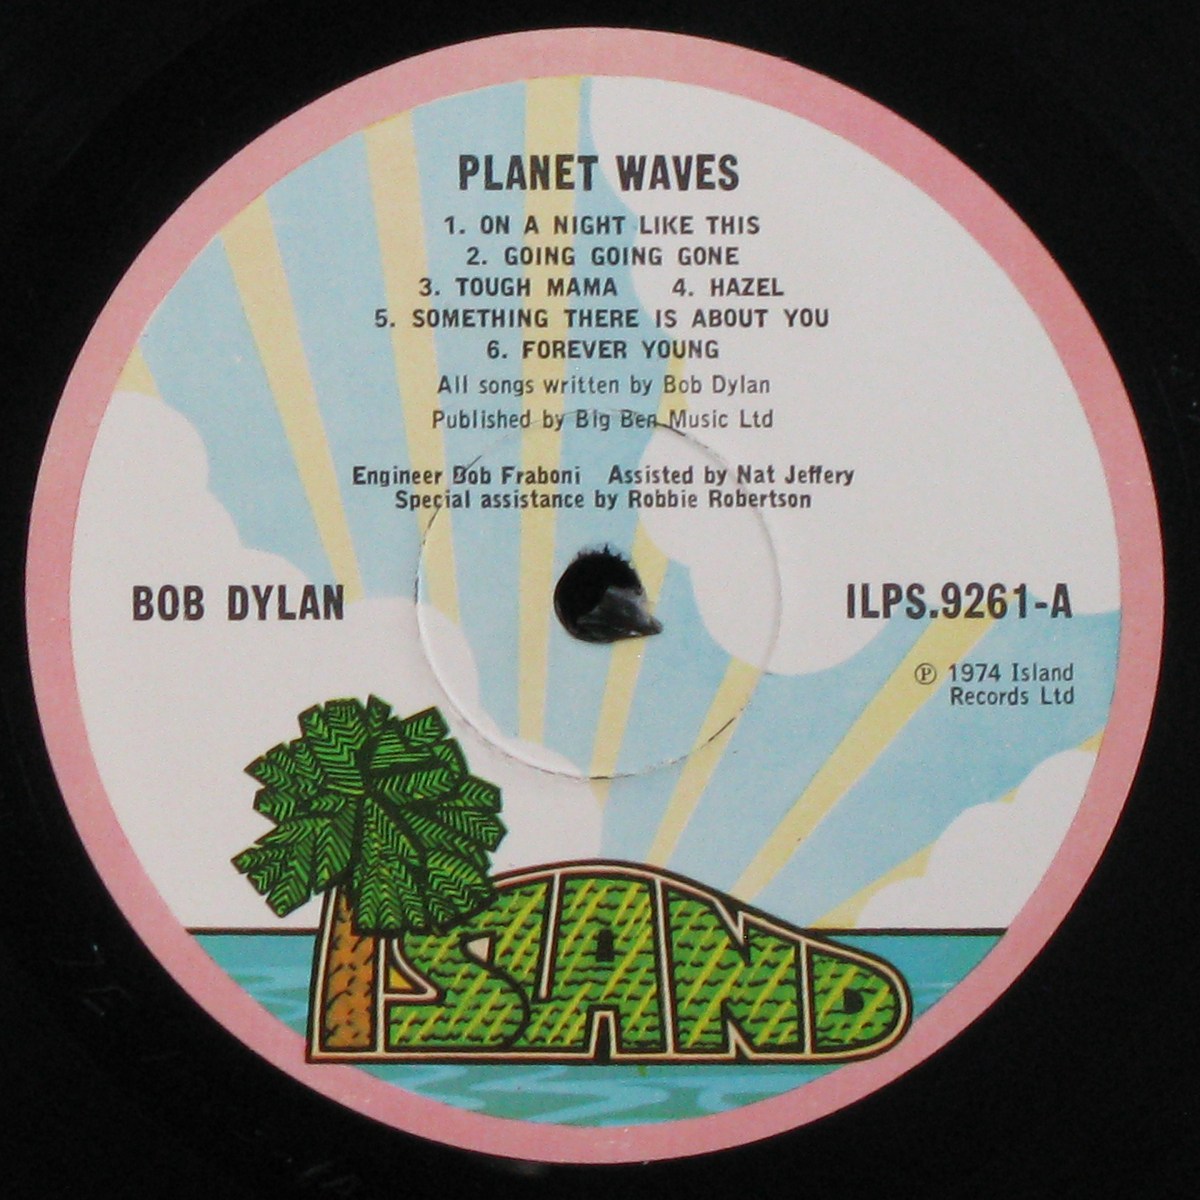 PLANET WAVES
1. ON A NIGHT LIKE THIS
2. GOING GOING GONE
3. TOUGH MAMA 4. HAZEL
5. SOMETHING THERE IS ABOUT YOU
6. FOREVER YOUNG
All songs written by Bob Dylan
Published by Big Ben Music Ltd
Engineer Bob Fraboni Assisted by Nat Jeffery
Special assistance by Robbie Robertson
BOB DYLAN ILPS.9261-A
℗ 1974 Island
Records Ltd
ISLAND